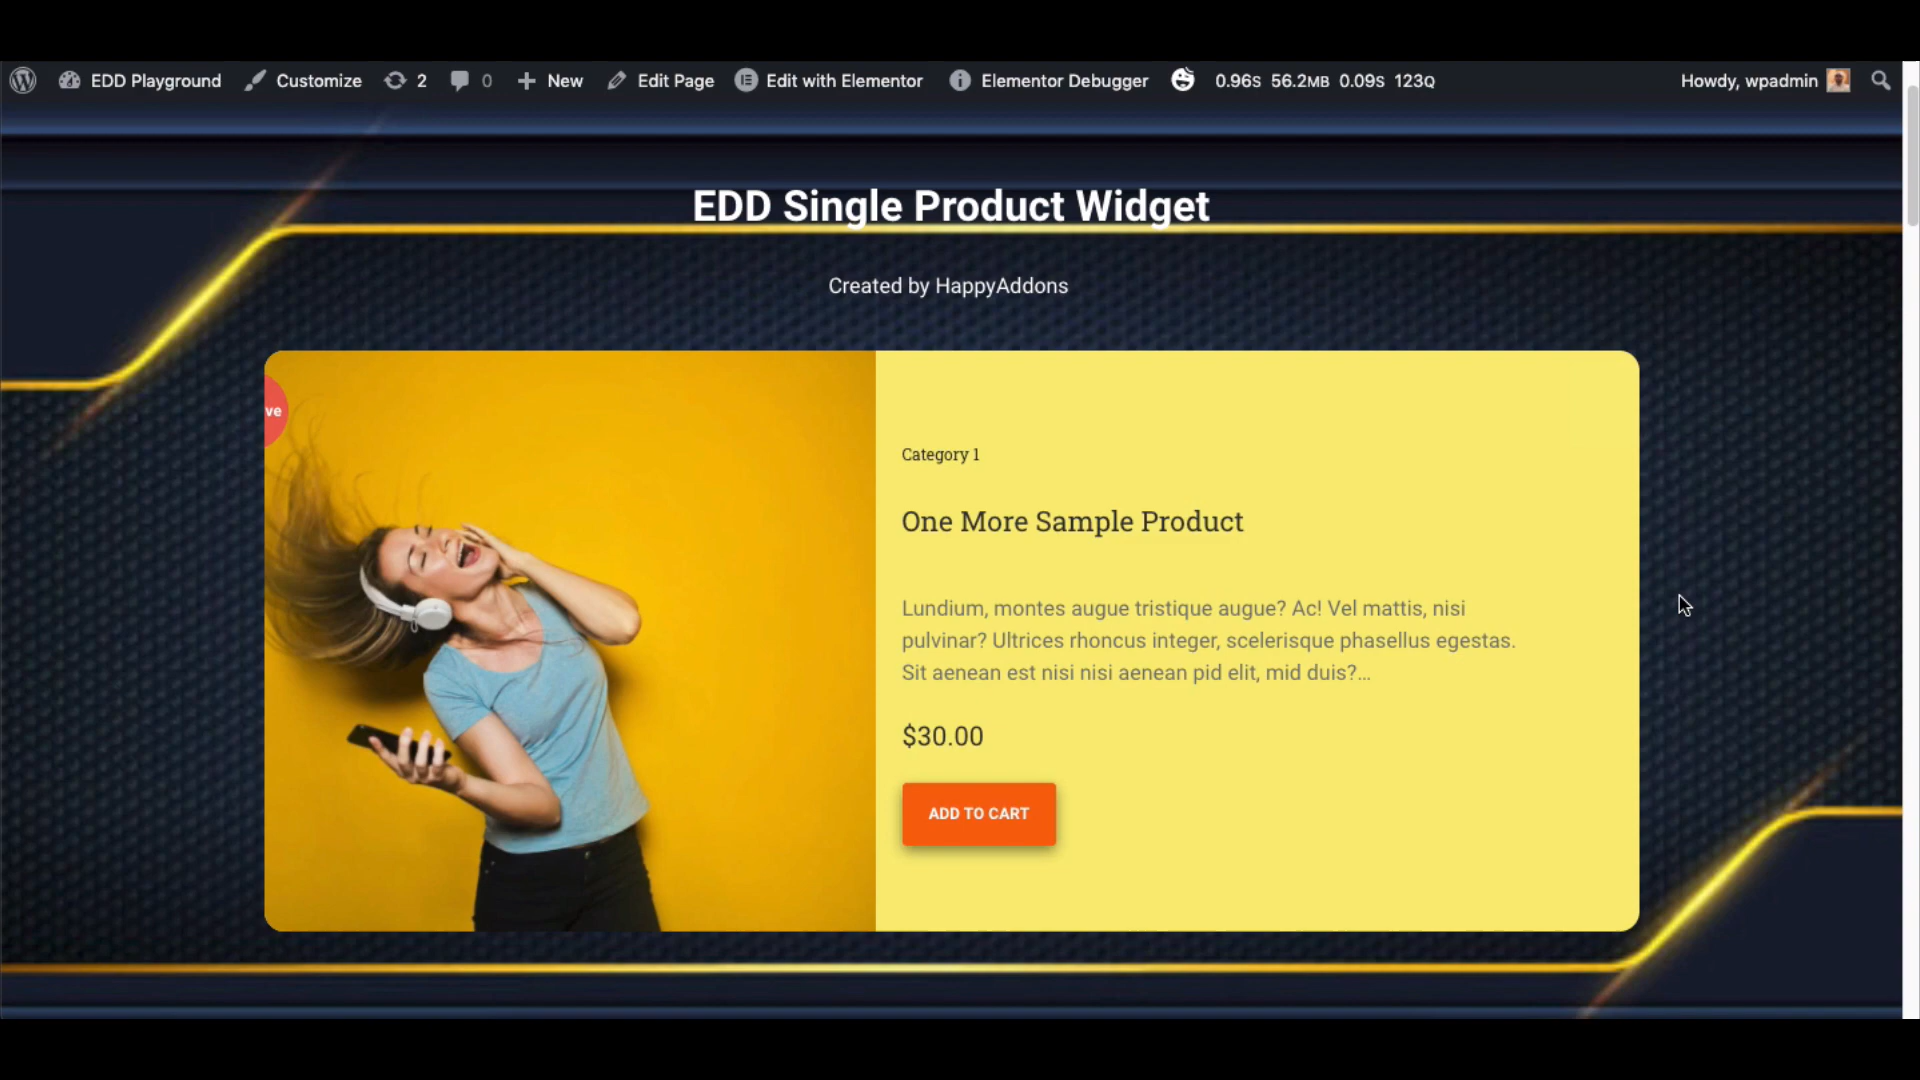 EDD Playground Customize 2 0 New Edit Page Edit with Elementor Elementor Debugger 0.96S 56.2MB 0.09S 123Q Howdy, wpadmin
EDD Single Product Widget
Created by HappyAddons
ve
Category 1
One More Sample Product
Lundium, montes augue tristique augue? Ac! Vel mattis, nisi
pulvinar? Ultrices rhoncus integer, scelerisque phasellus egestas.
Sit aenean est nisi nisi aenean pid elit, mid duis?...
$30.00
ADD TO CART